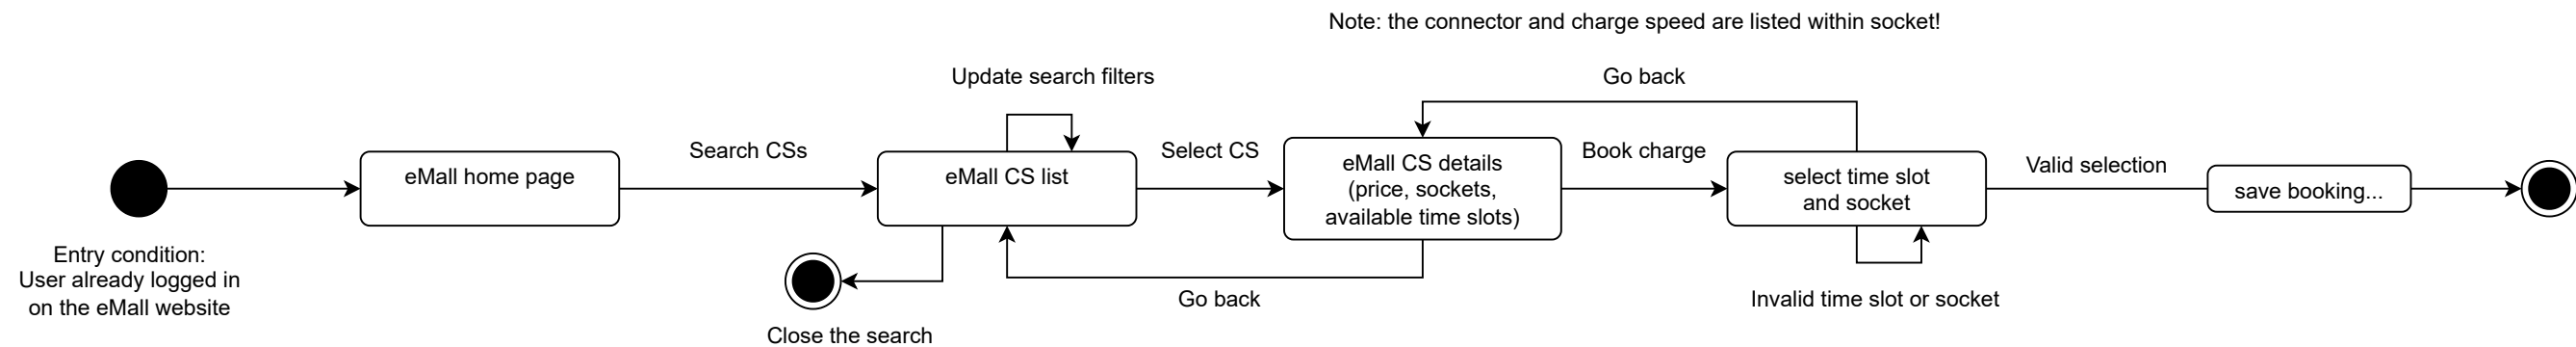 Note: the connector and charge speed are listed within socket!
Update search filters
Go back
Search CSs
Select CS
Book charge
Valid selection
eMall home page
eMall CS list
eMall CS details
(price, sockets,
available time slots)
select time slot
and socket
save booking...
Entry condition:
User already logged in
on the eMall website
Go back
Invalid time slot or socket
Close the search